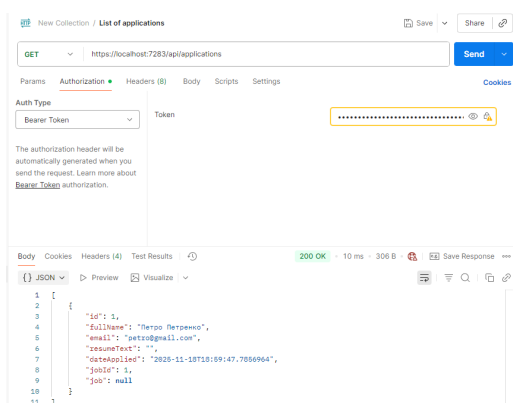 New Collection / List of applications
Save
Share
GET
https://localhost:7283/api/applications
Send
Params Authorization Headers (8) Body Scripts Settings
Cookies
Auth Type
Bearer Token
Token
The authorization header will be
automatically generated when you
send the request. Learn more about
Bearer Token authorization.
Body Cookies Headers (4) Test Results
200 OK · 10 ms · 306 B
Save Response
{} JSON Preview Visualize
1 [
2 {
3 "id": 1,
4 "fullName": "Петро Петренко",
5 "email": "petro@gmail.com",
6 "resumeText": "",
7 "dateApplied": "2025-11-18T18:59:47.7856964",
8 "jobId": 1,
9 "job": null
10 }
11 ]